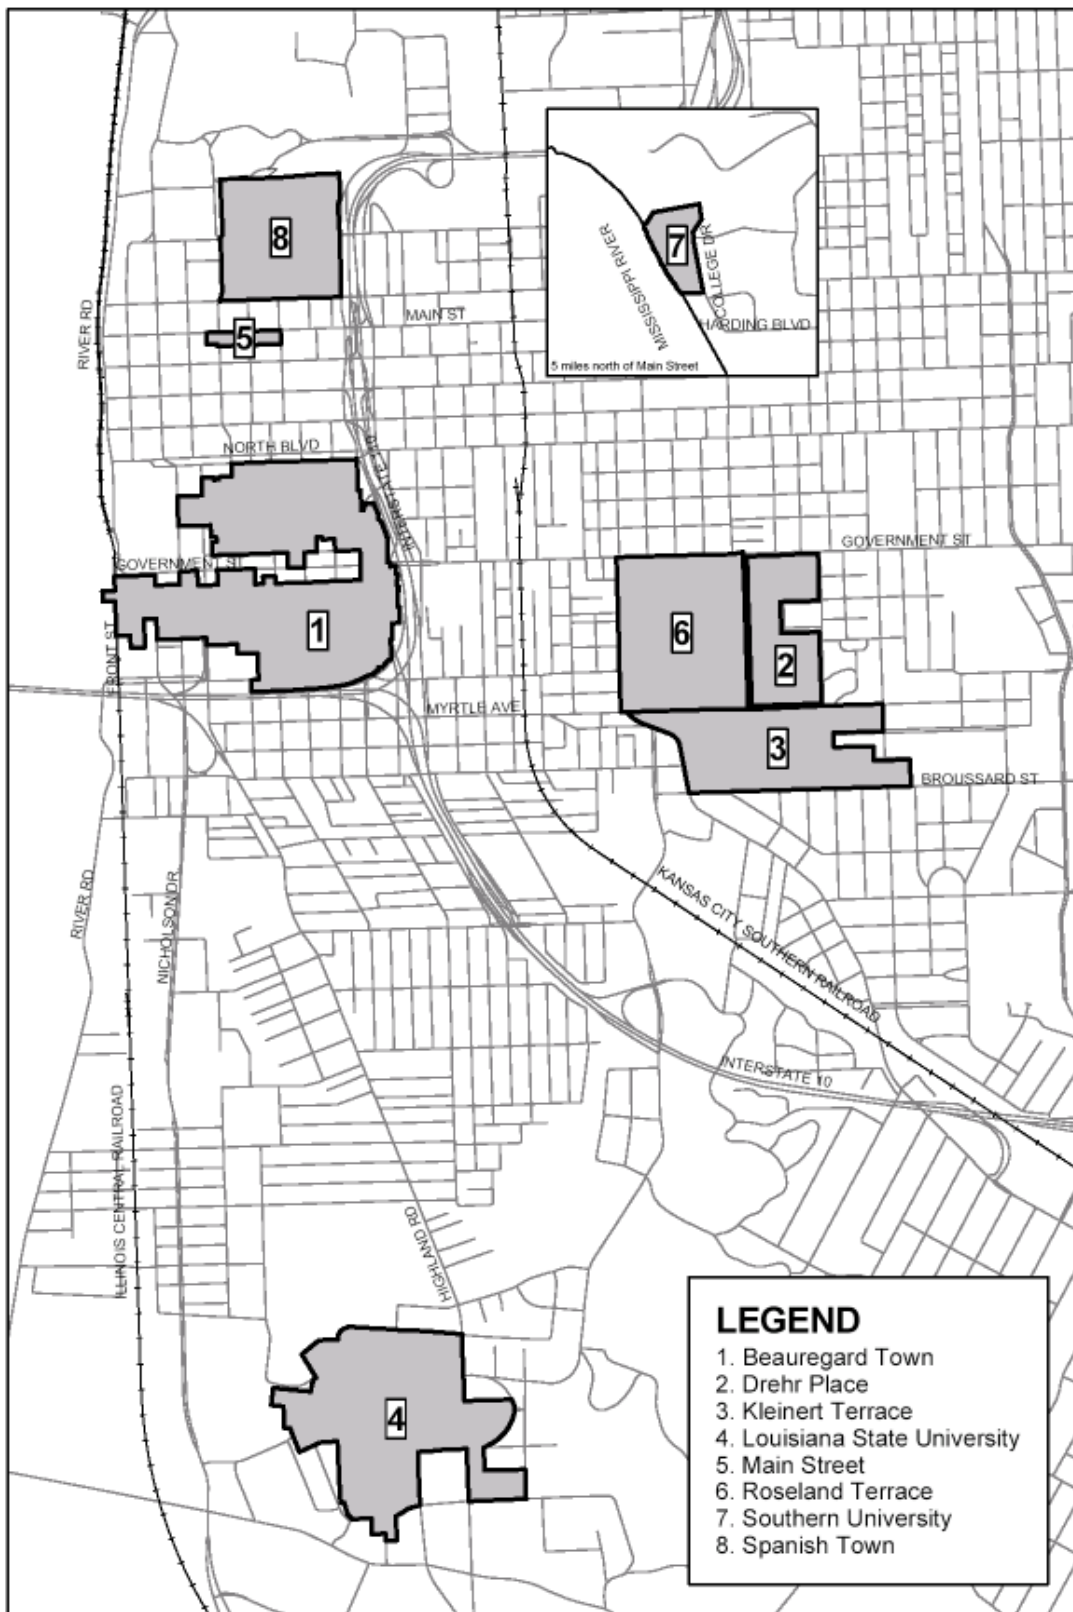 8
7
COLLEGE DR
MISSISSIPPI RIVER
HARDING BLVD
5 miles north of Main Street
RIVER RD
MAIN ST
5
NORTH BLVD
INTERSTATE 110
GOVERNMENT ST
GOVERNMENT ST
1
6
2
FRONT ST
MYRTLE AVE
3
BROUSSARD ST
RIVER RD
NICHOLSON DR
KANSAS CITY SOUTHERN RAILROAD
INTERSTATE 10
ILLINOIS CENTRAL RAILROAD
HIGHLAND RD
4
LEGEND
1. Beauregard Town
2. Drehr Place
3. Kleinert Terrace
4. Louisiana State University
5. Main Street
6. Roseland Terrace
7. Southern University
8. Spanish Town